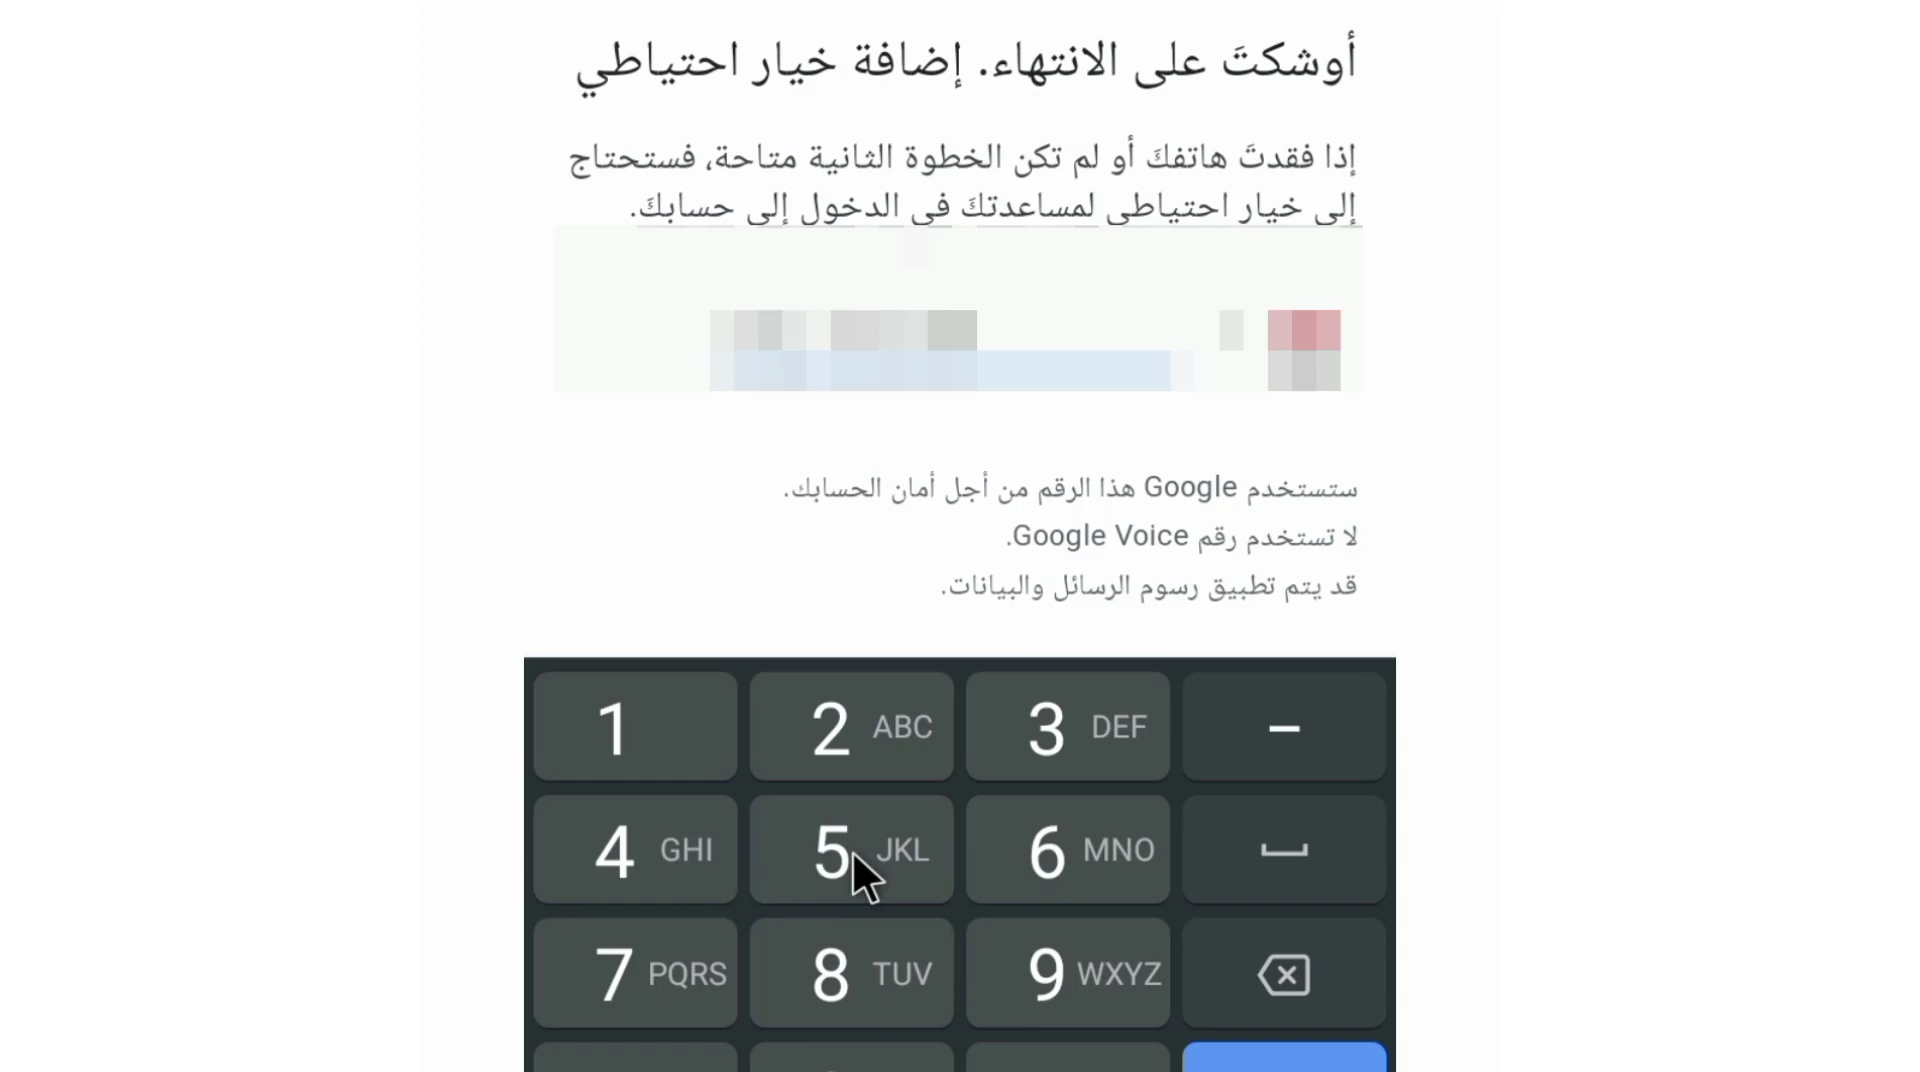 أوشكتَ على الانتهاء. إضافة خيار احتياطي
إذا فقدتَ هاتفكَ أو لم تكن الخطوة الثانية متاحة، فستحتاج
إلى خيار احتياطي لمساعدتكَ في الدخول إلى حسابكَ.
ستستخدم Google هذا الرقم من أجل أمان الحسابك.
لا تستخدم رقم Google Voice.
قد يتم تطبيق رسوم الرسائل والبيانات.
1 2 ABC 3 DEF –
4 GHI 5 JKL 6 MNO
7 PQRS 8 TUV 9 WXYZ